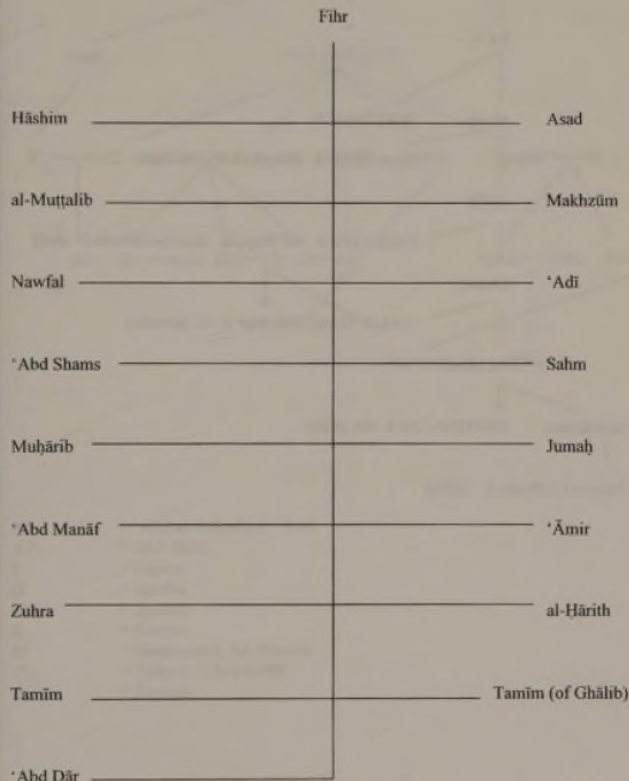 Fihr
Hāshim Asad
al-Muṭṭalib Makhzūm
Nawfal ʿAdī
ʿAbd Shams Sahm
Muḥārib Jumaḥ
ʿAbd Manāf ʿĀmir
Zuhra al-Ḥārith
Tamīm Tamīm (of Ghālib)
ʿAbd Dār